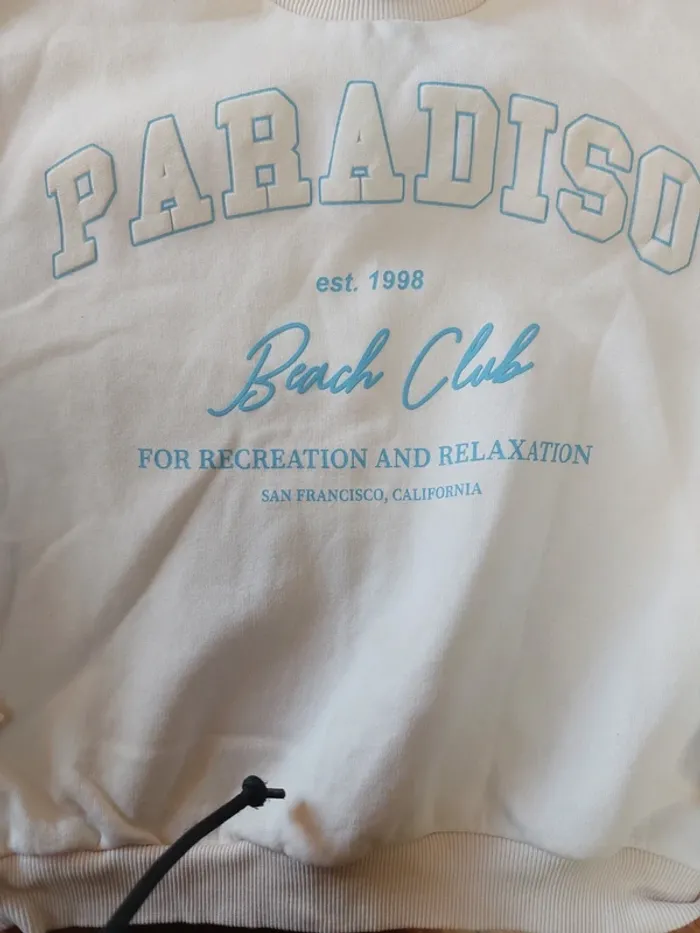 PARADISO
est. 1998
Beach Club
FOR RECREATION AND RELAXATION
SAN FRANCISCO, CALIFORNIA